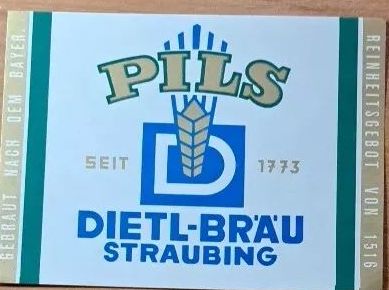 GEBRAUT NACH DEM BAYER.
PILS
SEIT 1773
D
DIETL-BRÄU
STRAUBING
REINHEITSGEBOT VON 1516